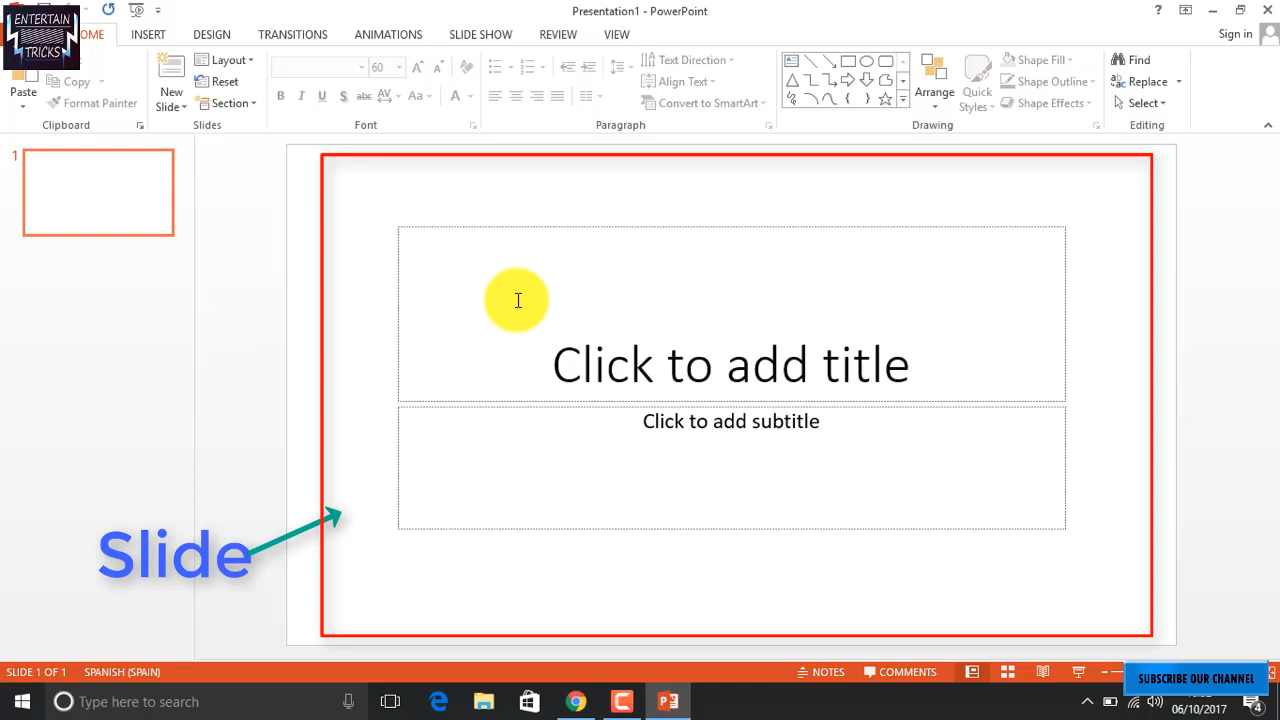 Presentation1 - PowerPoint
ENTERTAIN
TRICKS
OME INSERT DESIGN TRANSITIONS ANIMATIONS SLIDE SHOW REVIEW VIEW Sign in
Paste
Copy
Format Painter
Clipboard
New
Slide
Layout
Reset
Section
Slides
60
B I U S abc AV Aa A
Font
Text Direction
Align Text
Convert to SmartArt
Paragraph
Arrange
Quick
Styles
Shape Fill
Shape Outline
Shape Effects
Drawing
Find
Replace
Select
Editing
1
Click to add title
Click to add subtitle
Slide
SLIDE 1 OF 1 SPANISH (SPAIN) NOTES COMMENTS
SUBSCRIBE OUR CHANNEL
Type here to search
06/10/2017
4